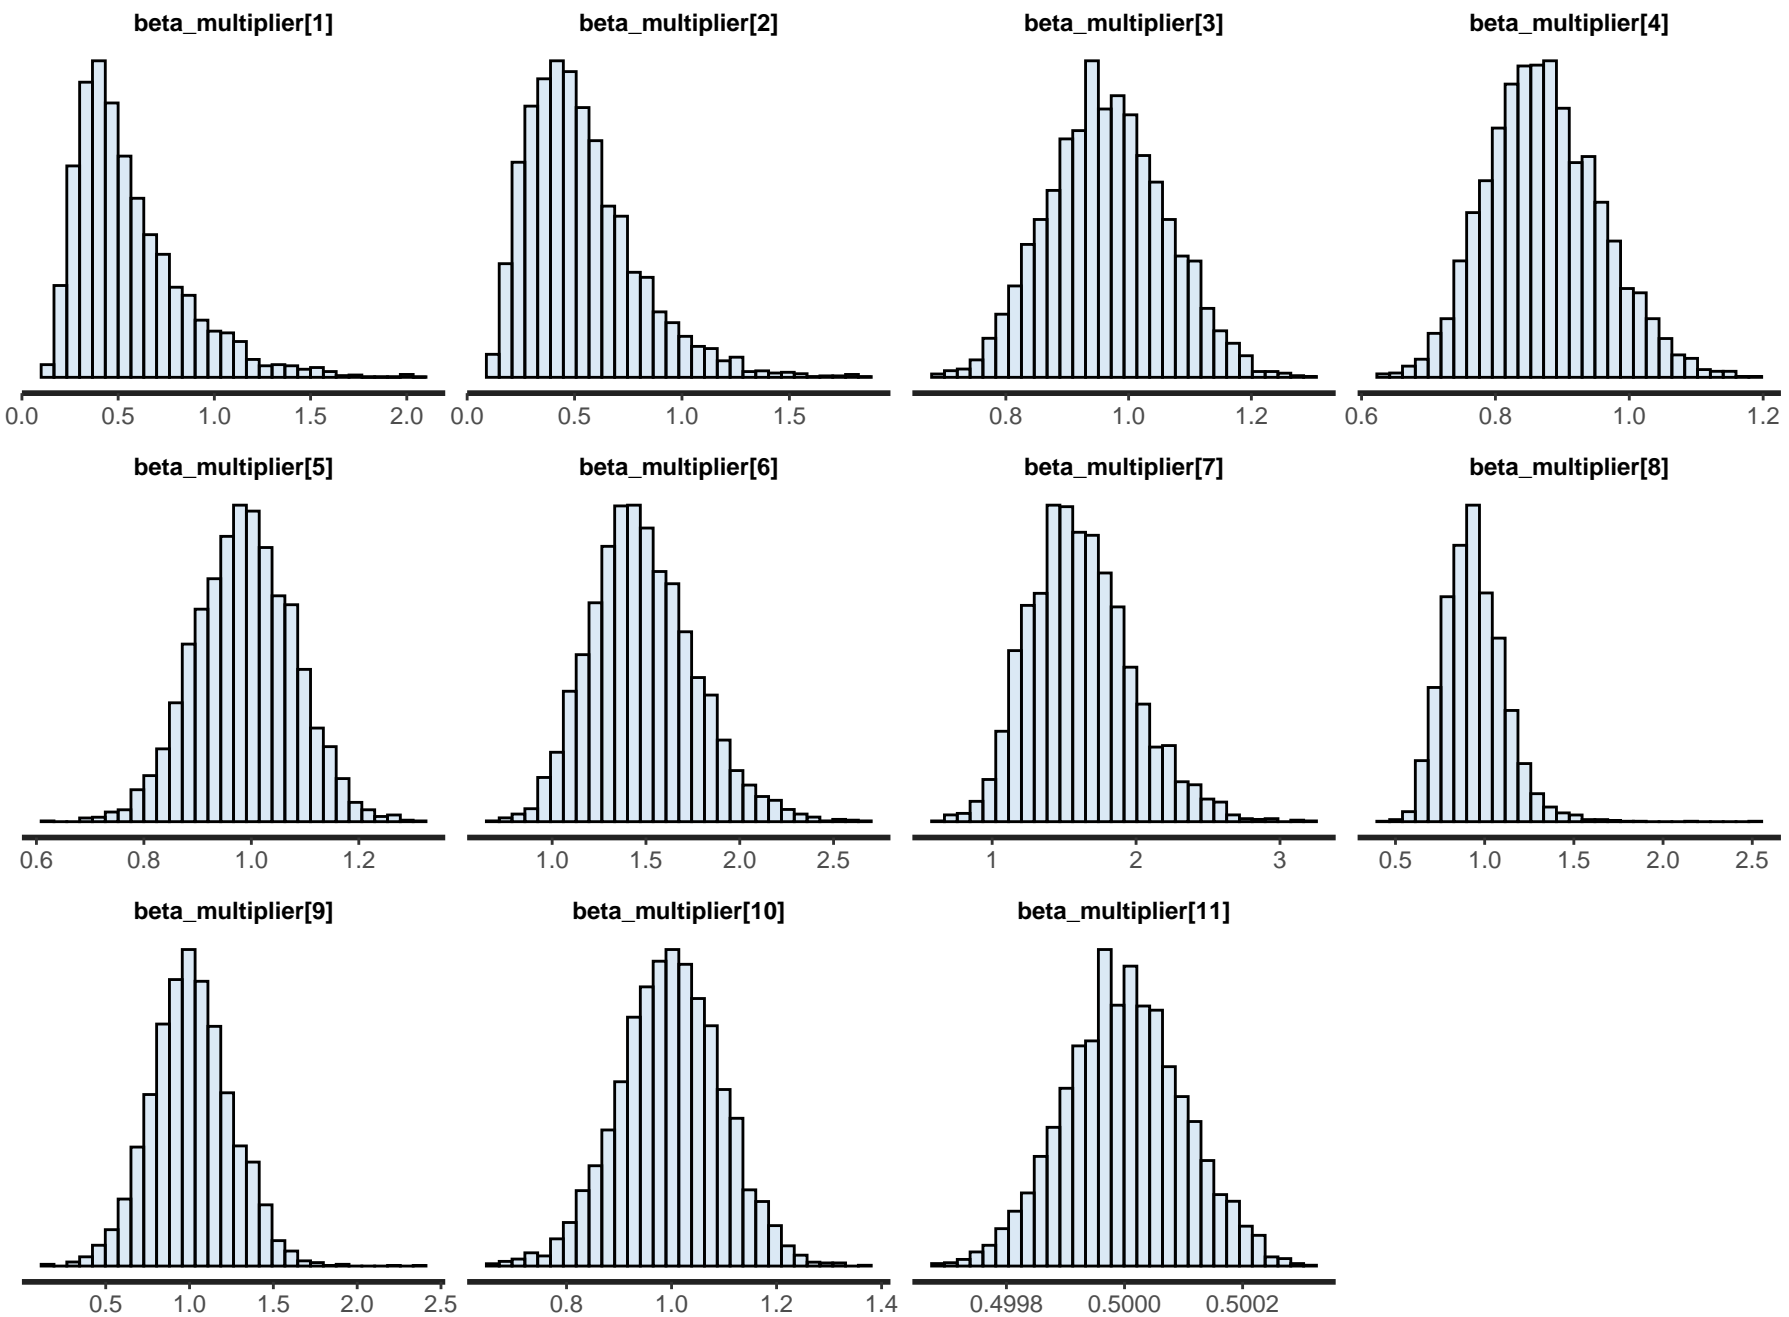 beta_multiplier[1] beta_multiplier[2] beta_multiplier[3] beta_multiplier[4]
0.0 0.5 1.0 1.5 2.0 0.0 0.5 1.0 1.5 0.8 1.0 1.2 0.6 0.8 1.0 1.2
beta_multiplier[5] beta_multiplier[6] beta_multiplier[7] beta_multiplier[8]
0.6 0.8 1.0 1.2 1.0 1.5 2.0 2.5 1 2 3 0.5 1.0 1.5 2.0 2.5
beta_multiplier[9] beta_multiplier[10] beta_multiplier[11]
0.5 1.0 1.5 2.0 2.5 0.8 1.0 1.2 1.4 0.4998 0.5000 0.5002